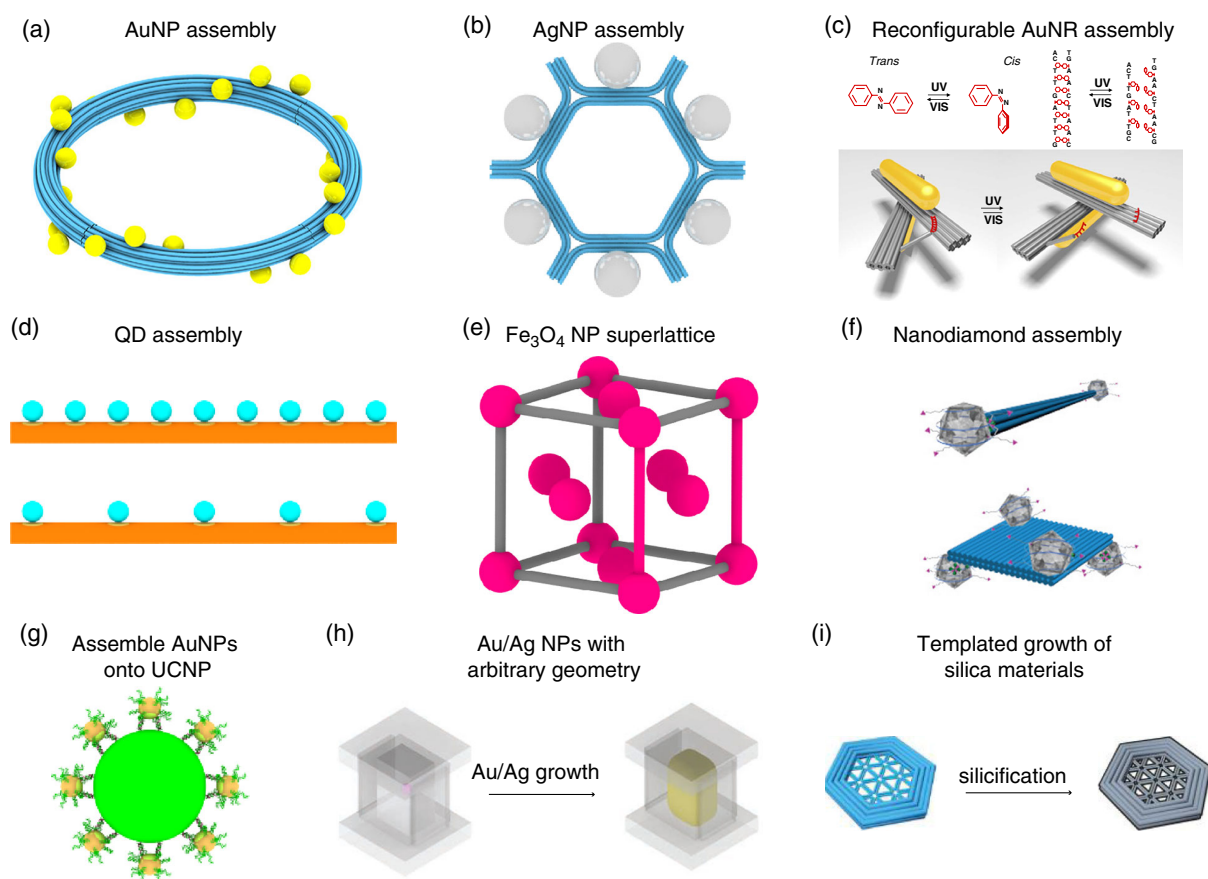 (a)
AuNP assembly
(b)
AgNP assembly
(c)
Reconfigurable AuNR assembly
Trans
Cis
N
N
UV
VIS
N
N
UV
VIS
UV
VIS
(d)
QD assembly
(e)
Fe₃O₄ NP superlattice
(f)
Nanodiamond assembly
(g)
Assemble AuNPs
onto UCNP
(h)
Au/Ag NPs with
arbitrary geometry
Au/Ag growth
(i)
Templated growth of
silica materials
silicification